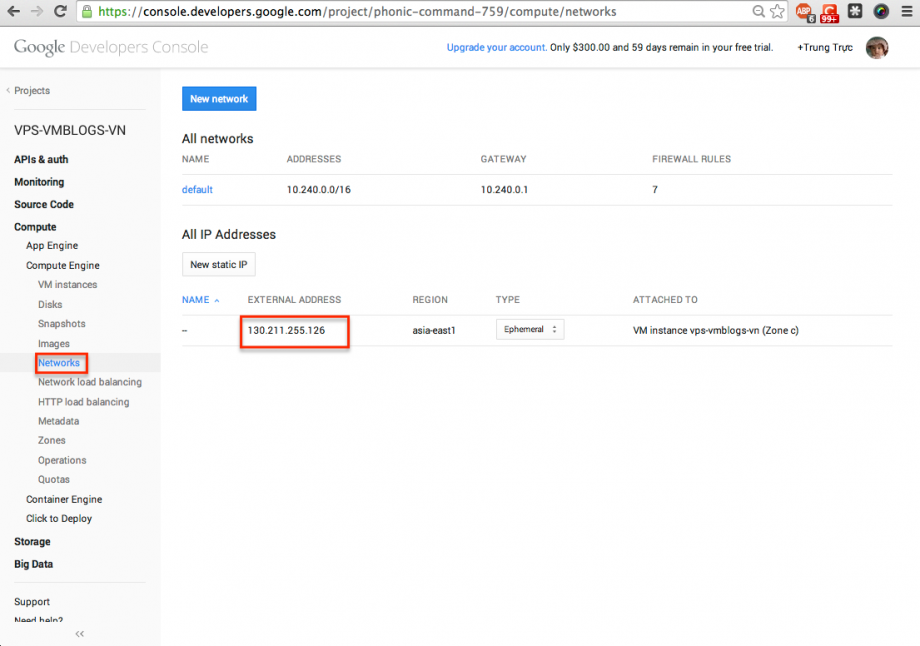 https://console.developers.google.com/project/phonic-command-759/compute/networks
ABP 6 99+
Google Developers Console
Upgrade your account. Only $300.00 and 59 days remain in your free trial.
+Trung Trực
Projects
VPS-VMBLOGS-VN
APIs & auth
Monitoring
Source Code
Compute
App Engine
Compute Engine
VM instances
Disks
Snapshots
Images
Networks
Network load balancing
HTTP load balancing
Metadata
Zones
Operations
Quotas
Container Engine
Click to Deploy
Storage
Big Data
Support
Need help?
New network
All networks
NAME ADDRESSES GATEWAY FIREWALL RULES
default 10.240.0.0/16 10.240.0.1 7
All IP Addresses
New static IP
NAME EXTERNAL ADDRESS REGION TYPE ATTACHED TO
-- 130.211.255.126 asia-east1 Ephemeral VM instance vps-vmblogs-vn (Zone c)